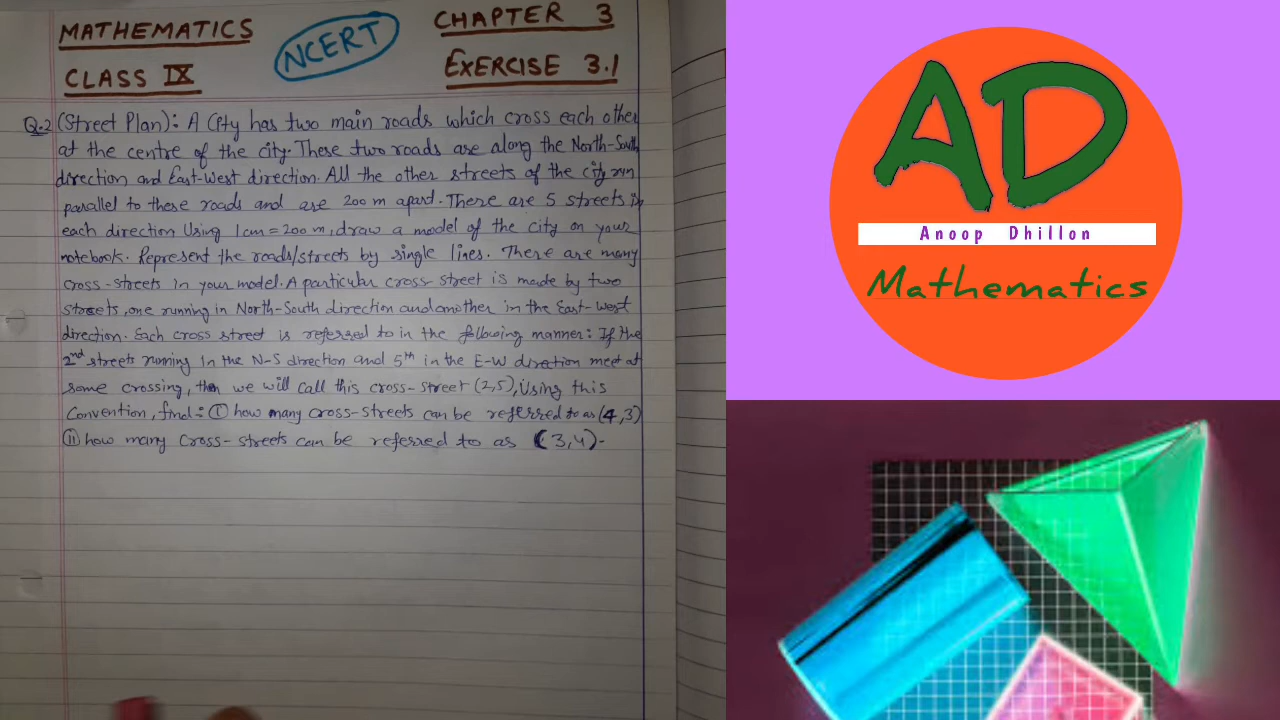 MATHEMATICS
CLASS IX
NCERT
CHAPTER 3
EXERCISE 3.1
Q.2 (Street Plan): A City has two main roads which cross each other
at the centre of the city. These two roads are along the North-South
direction and East-West direction. All the other streets of the city run
parallel to these roads and are 200 m apart. There are 5 streets in
each direction Using 1cm = 200 m, draw a model of the city on your
notebook. Represent the roads/streets by single lines. There are many
cross-streets in your model. A particular cross-street is made by two
streets, one running in North-South direction and another in the East-West
direction. Each cross street is referred to in the following manner: If the
2nd streets running in the N-S direction and 5th in the E-W direction meet at
some crossing, then we will call this cross-street (2,5), Using this
Convention, find: (I) how many cross-streets can be referred to as (4,3)
(II) how many cross-streets can be referred to as (3,4).
AD
Anoop Dhillon
Mathematics